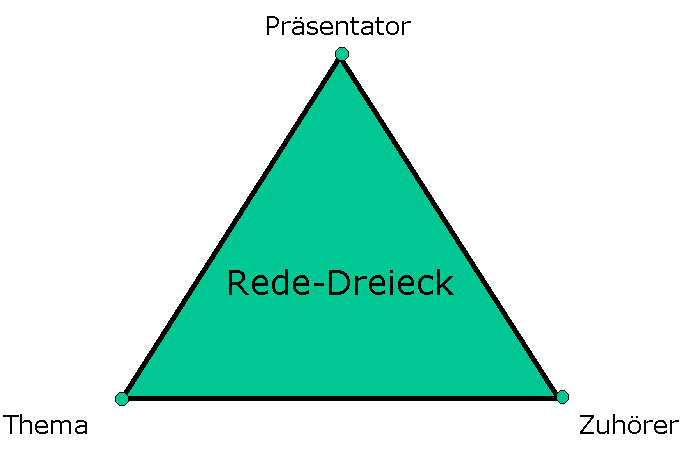 Präsentator
Rede-Dreieck
Thema
Zuhörer